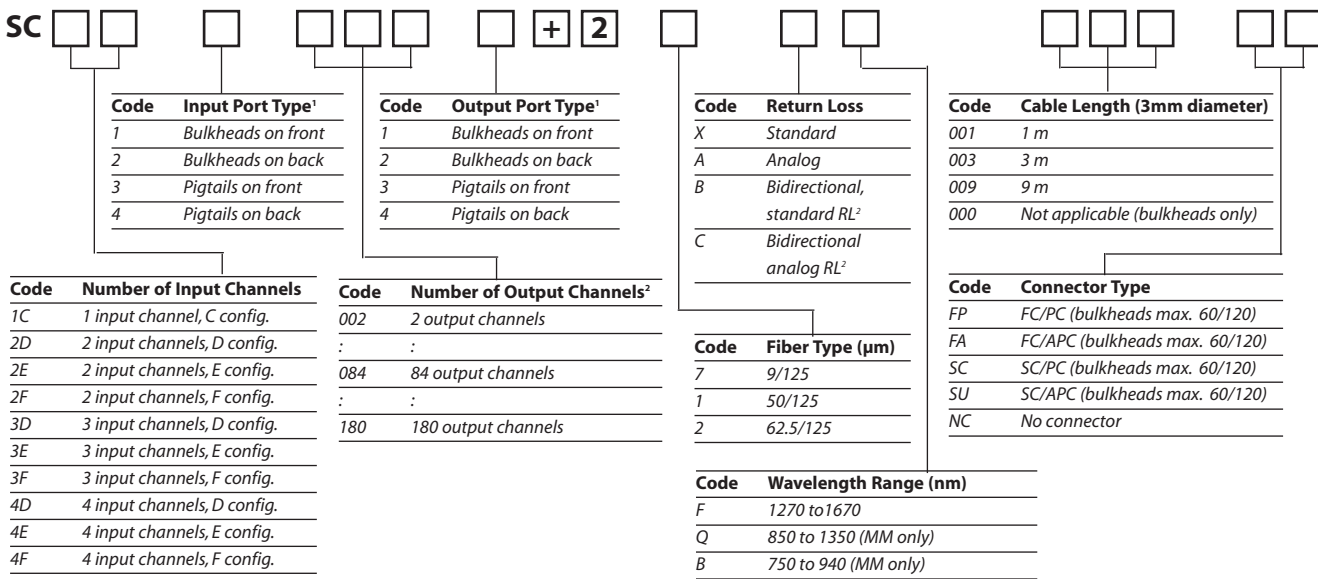 SC + 2
Code Input Port Type¹
1 Bulkheads on front
2 Bulkheads on back
3 Pigtails on front
4 Pigtails on back
Code Output Port Type¹
1 Bulkheads on front
2 Bulkheads on back
3 Pigtails on front
4 Pigtails on back
Code Return Loss
X Standard
A Analog
B Bidirectional,
standard RL²
C Bidirectional
analog RL²
Code Cable Length (3mm diameter)
001 1 m
003 3 m
009 9 m
000 Not applicable (bulkheads only)
Code Number of Input Channels
1C 1 input channel, C config.
2D 2 input channels, D config.
2E 2 input channels, E config.
2F 2 input channels, F config.
3D 3 input channels, D config.
3E 3 input channels, E config.
3F 3 input channels, F config.
4D 4 input channels, D config.
4E 4 input channels, E config.
4F 4 input channels, F config.
Code Number of Output Channels²
002 2 output channels
: :
084 84 output channels
: :
180 180 output channels
Code Fiber Type (µm)
7 9/125
1 50/125
2 62.5/125
Code Connector Type
FP FC/PC (bulkheads max. 60/120)
FA FC/APC (bulkheads max. 60/120)
SC SC/PC (bulkheads max. 60/120)
SU SC/APC (bulkheads max. 60/120)
NC No connector
Code Wavelength Range (nm)
F 1270 to1670
Q 850 to 1350 (MM only)
B 750 to 940 (MM only)